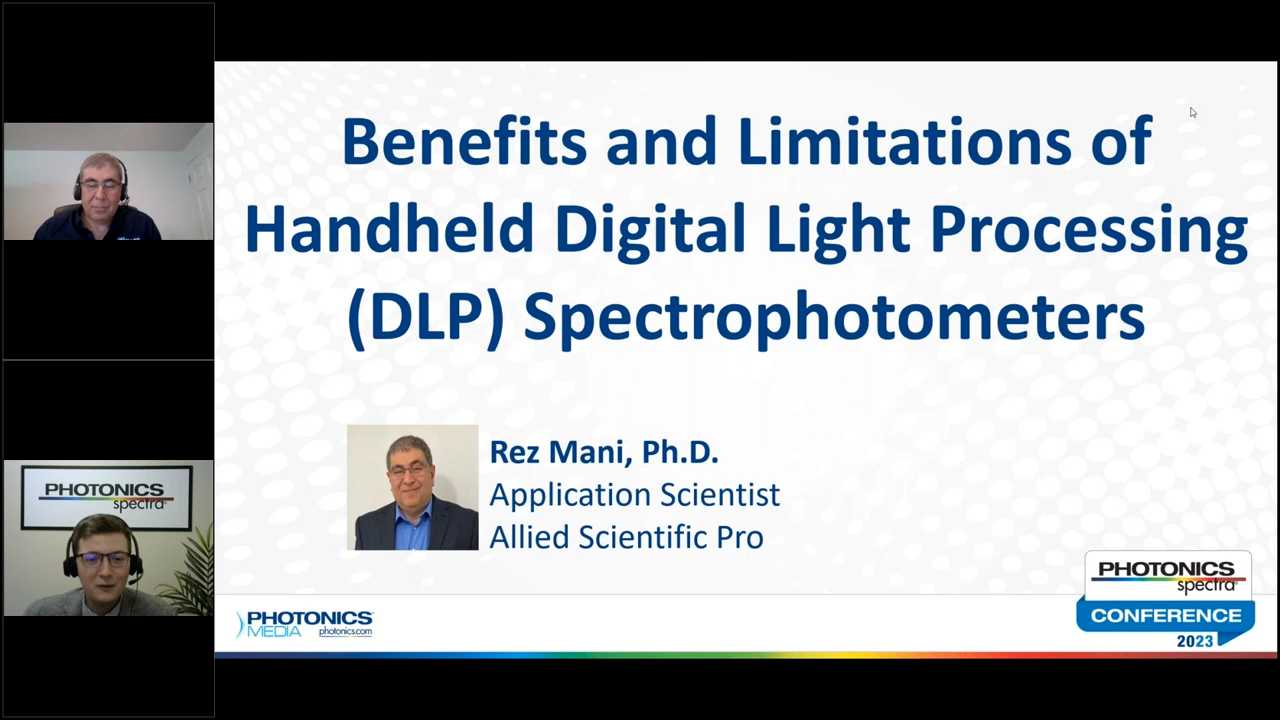 Benefits and Limitations of
Handheld Digital Light Processing
(DLP) Spectrophotometers
Rez Mani, Ph.D.
Application Scientist
Allied Scientific Pro
PHOTONICS
spectra
PHOTONICS
MEDIA photonics.com
PHOTONICS
spectra
CONFERENCE
2023